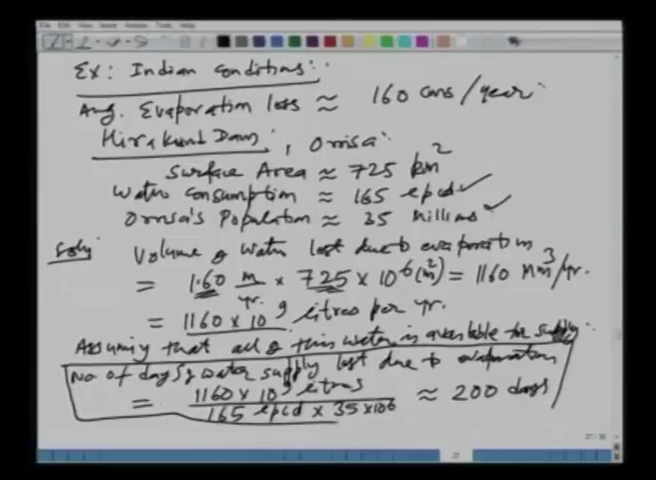 Ex: Indian Conditions:
Avg. Evaporation loss ≈ 160 cms/year
Hirakund Dam, Orrisa
Surface Area ≈ 725 km²
Water Consumption ≈ 165 lpcd ✓
Orrisa's Population ≈ 35 Millions ✓
Soln: Volume of water lost due to evaporation
= 1.60 m/yr. × 725 × 10⁶ (m²) = 1160 Mm³/yr.
= 1160 × 10⁹ litres per yr.
Assuming that all of this water is available for supply.
No of days of water supply lost due to evaporation
= 1160 × 10⁹ litres / 165 lpcd × 35 × 10⁶ ≈ 200 days